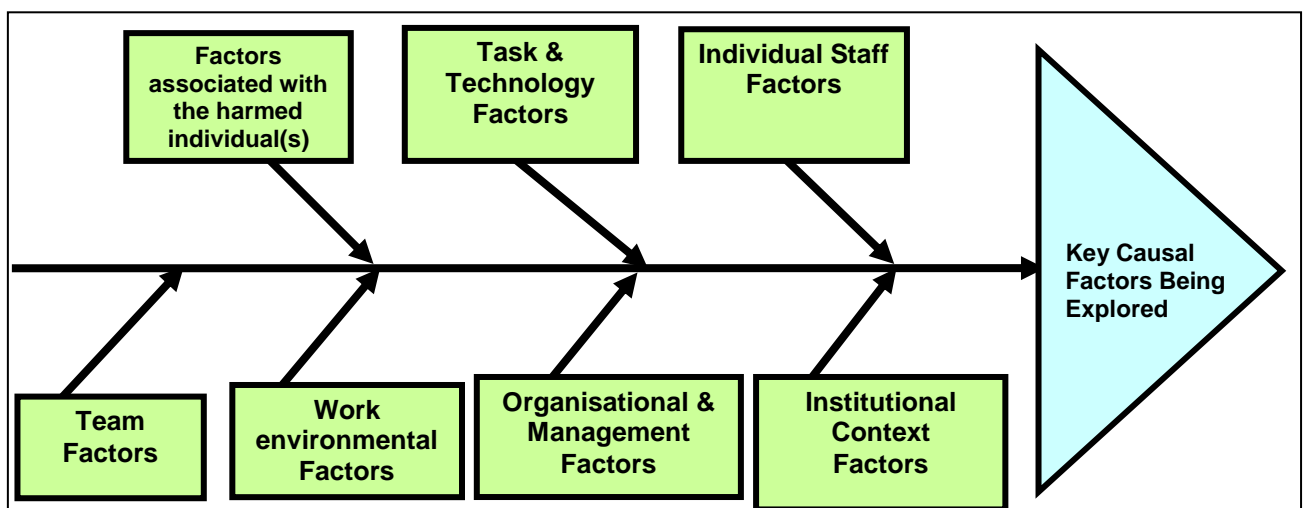 Factors
associated with
the harmed
individual(s)
Task &
Technology
Factors
Individual Staff
Factors
Key Causal
Factors Being
Explored
Team
Factors
Work
environmental
Factors
Organisational &
Management
Factors
Institutional
Context
Factors